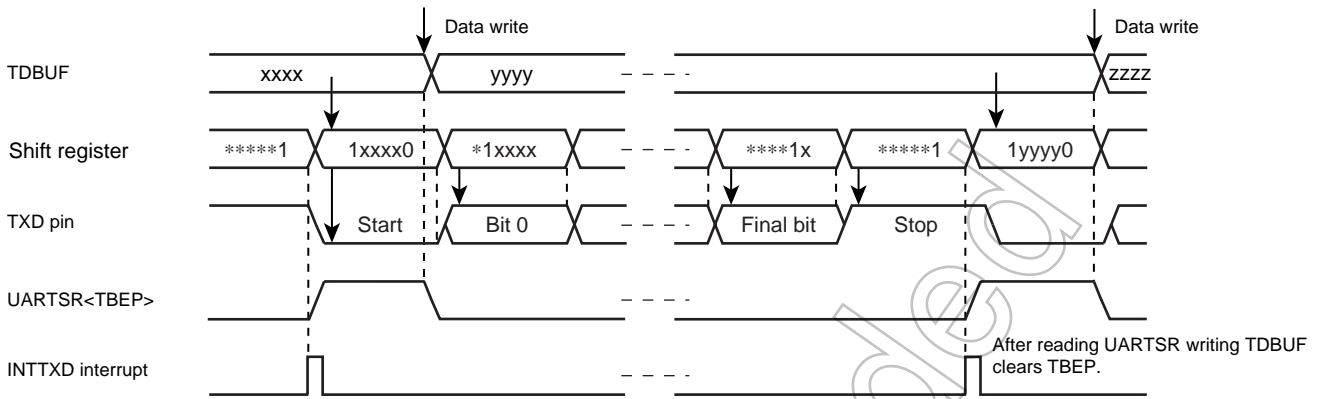 Data write Data write
TDBUF xxxx yyyy zzzz
Shift register *****1 1xxxx0 *1xxxx ****1x *****1 1yyyy0
TXD pin Start Bit 0 Final bit Stop
UARTSR<TBEP>
After reading UARTSR writing TDBUF
INTTXD interrupt clears TBEP.